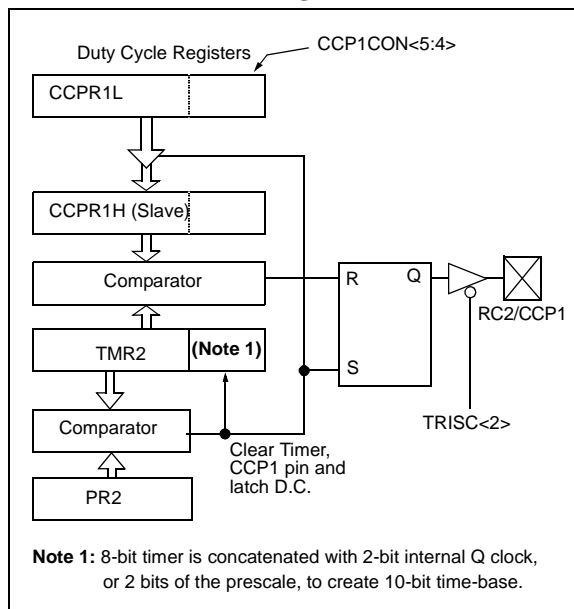 Duty Cycle Registers
CCP1CON<5:4>
CCPR1L
CCPR1H (Slave)
Comparator
R
Q
RC2/CCP1
TMR2
(Note 1)
S
TRISC<2>
Comparator
Clear Timer,
CCP1 pin and
latch D.C.
PR2
Note 1: 8-bit timer is concatenated with 2-bit internal Q clock,
or 2 bits of the prescale, to create 10-bit time-base.